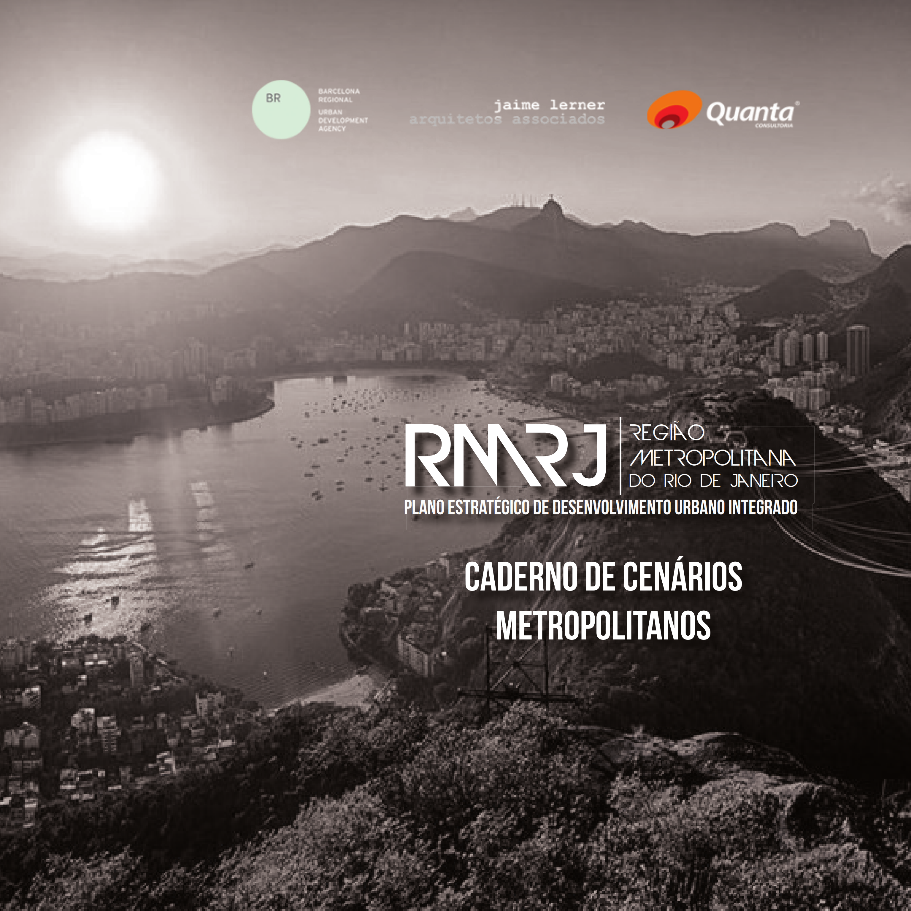 BR
BARCELONA
REGIONAL
URBAN
DEVELOPMENT
AGENCY
jaime lerner
arquitetos associados
Quanta®
CONSULTORIA
RMRJ
REGIÃO
METROPOLITANA
DO RIO DE JANEIRO
PLANO ESTRATÉGICO DE DESENVOLVIMENTO URBANO INTEGRADO
CADERNO DE CENÁRIOS
METROPOLITANOS